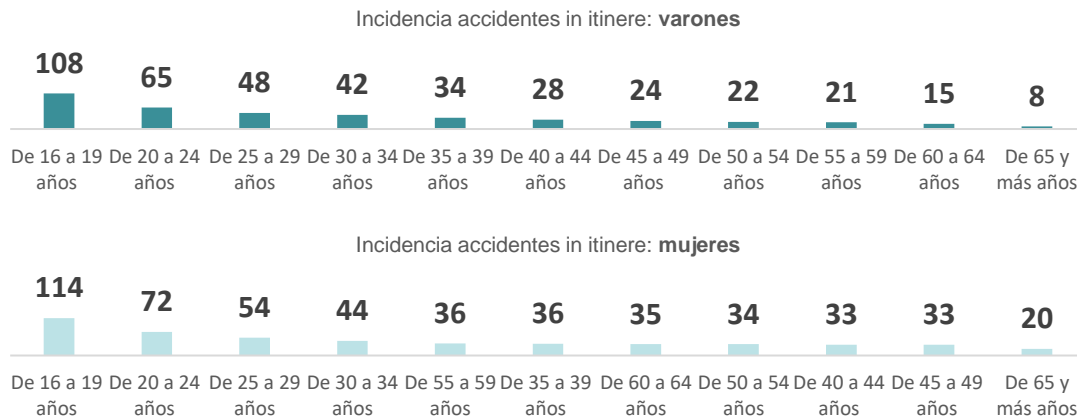 Incidencia accidentes in itinere: varones
108 65 48 42 34 28 24 22 21 15 8
De 16 a 19 De 20 a 24 De 25 a 29 De 30 a 34 De 35 a 39 De 40 a 44 De 45 a 49 De 50 a 54 De 55 a 59 De 60 a 64 De 65 y
años años años años años años años años años años más años
Incidencia accidentes in itinere: mujeres
114 72 54 44 36 36 35 34 33 33 20
De 16 a 19 De 20 a 24 De 25 a 29 De 30 a 34 De 55 a 59 De 35 a 39 De 60 a 64 De 50 a 54 De 40 a 44 De 45 a 49 De 65 y
años años años años años años años años años años más años